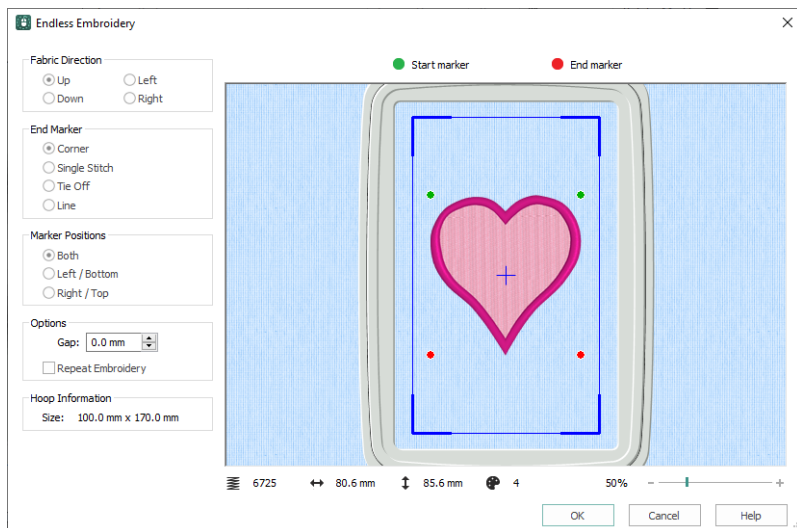 Endless Embroidery
Fabric Direction
Up Left
Down Right
End Marker
Corner
Single Stitch
Tie Off
Line
Marker Positions
Both
Left / Bottom
Right / Top
Options
Gap: 0.0 mm
Repeat Embroidery
Hoop Information
Size: 100.0 mm x 170.0 mm
Start marker End marker
6725 80.6 mm 85.6 mm 4 50% - +
OK Cancel Help